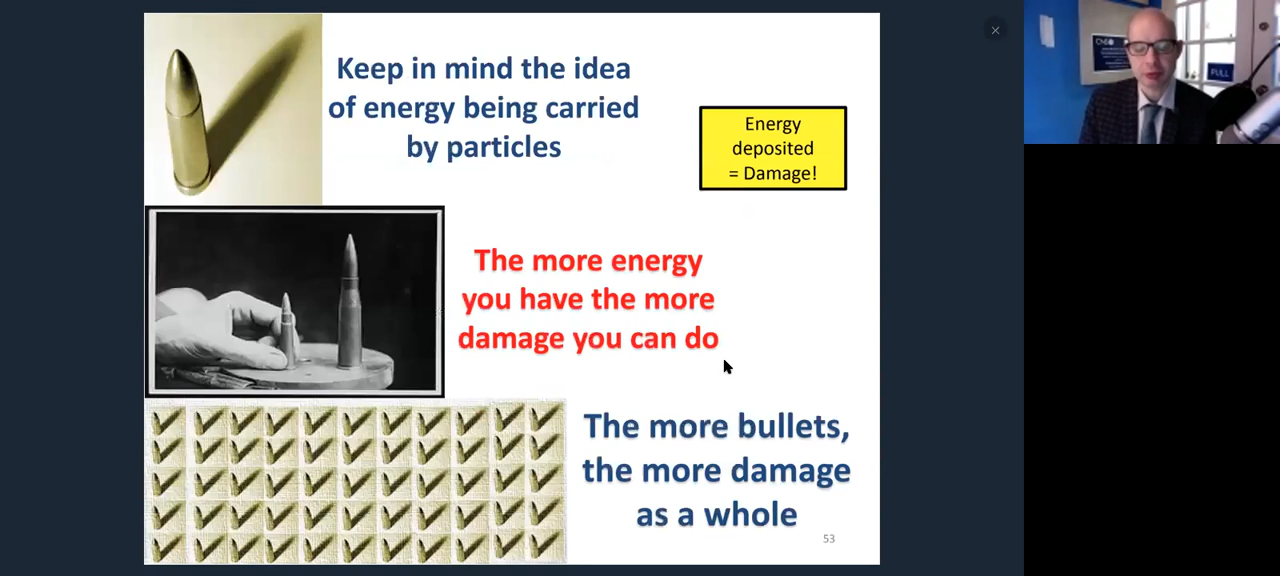 Keep in mind the idea
of energy being carried
by particles
Energy
deposited
= Damage!
The more energy
you have the more
damage you can do
The more bullets,
the more damage
as a whole
53
PULL